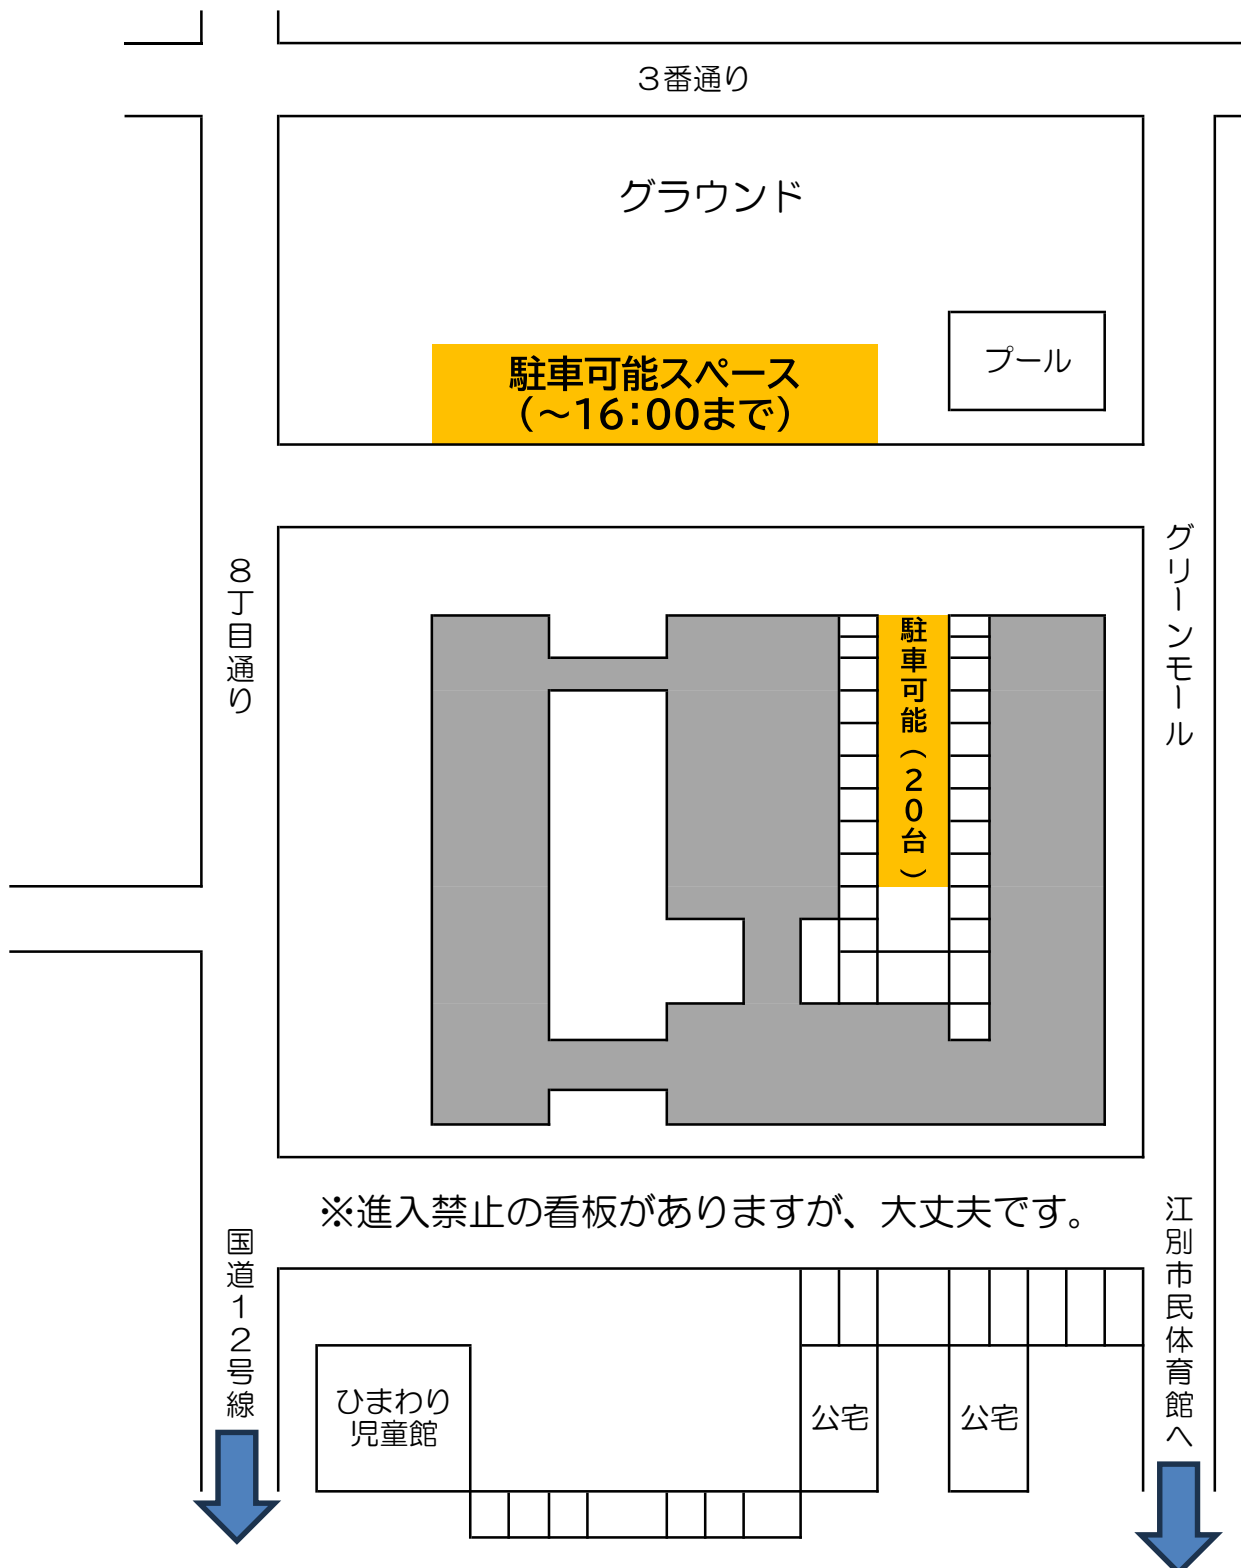 ３番通り
グラウンド
プール
駐車可能スペース
（～16：00まで）
８丁目通り
グリーンモール
駐車可能（２０台）
※進入禁止の看板がありますが、大丈夫です。
国道１２号線
江別市民体育館へ
ひまわり
児童館
公宅
公宅